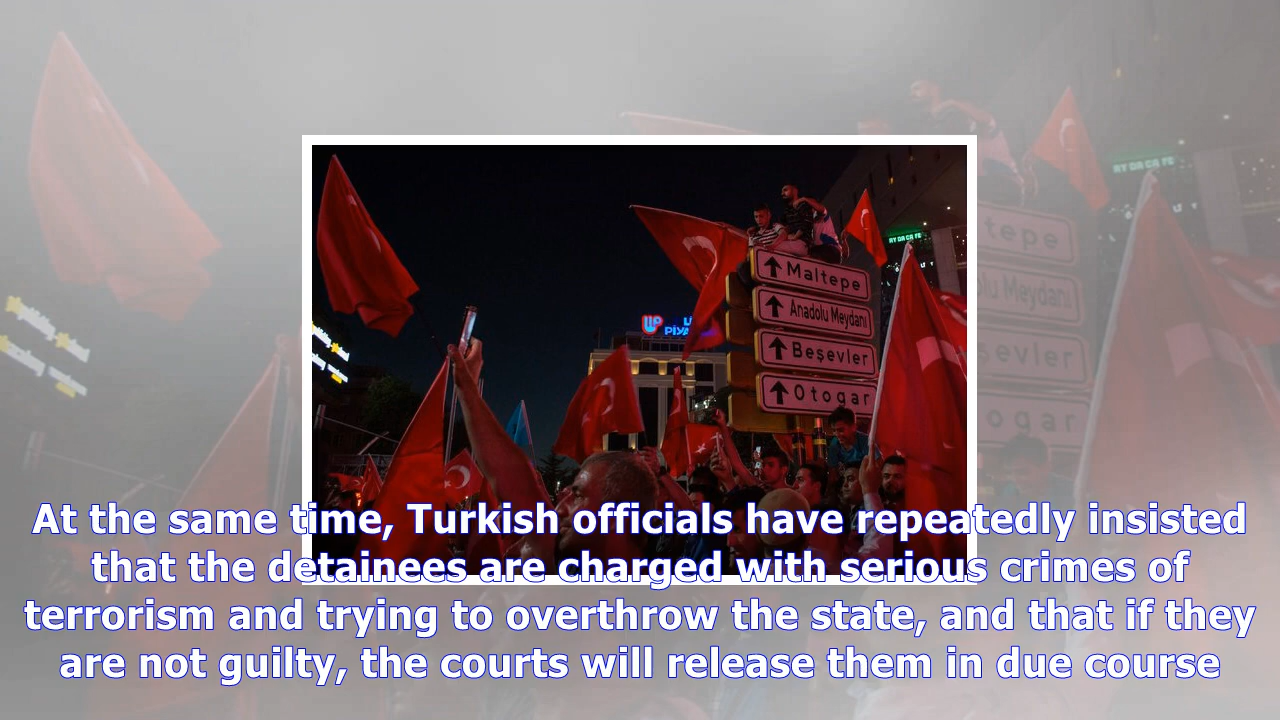 AYDA CAFE
Maltepe
Anadolu Meydanı
Beşevler
Otogar
At the same time, Turkish officials have repeatedly insisted
that the detainees are charged with serious crimes of
terrorism and trying to overthrow the state, and that if they
are not guilty, the courts will release them in due course